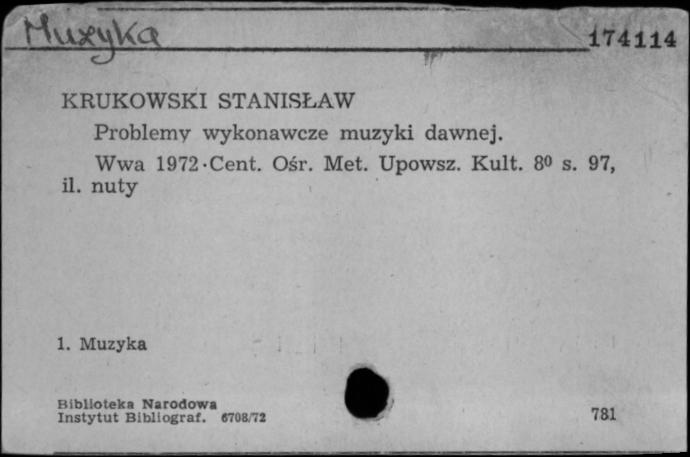 Muzyka
174114
KRUKOWSKI STANISŁAW
Problemy wykonawcze muzyki dawnej.
Wwa 1972·Cent. Ośr. Met. Upowsz. Kult. 8º s. 97,
il. nuty
1. Muzyka
Biblioteka Narodowa
Instytut Bibliograf. 6708/72
781